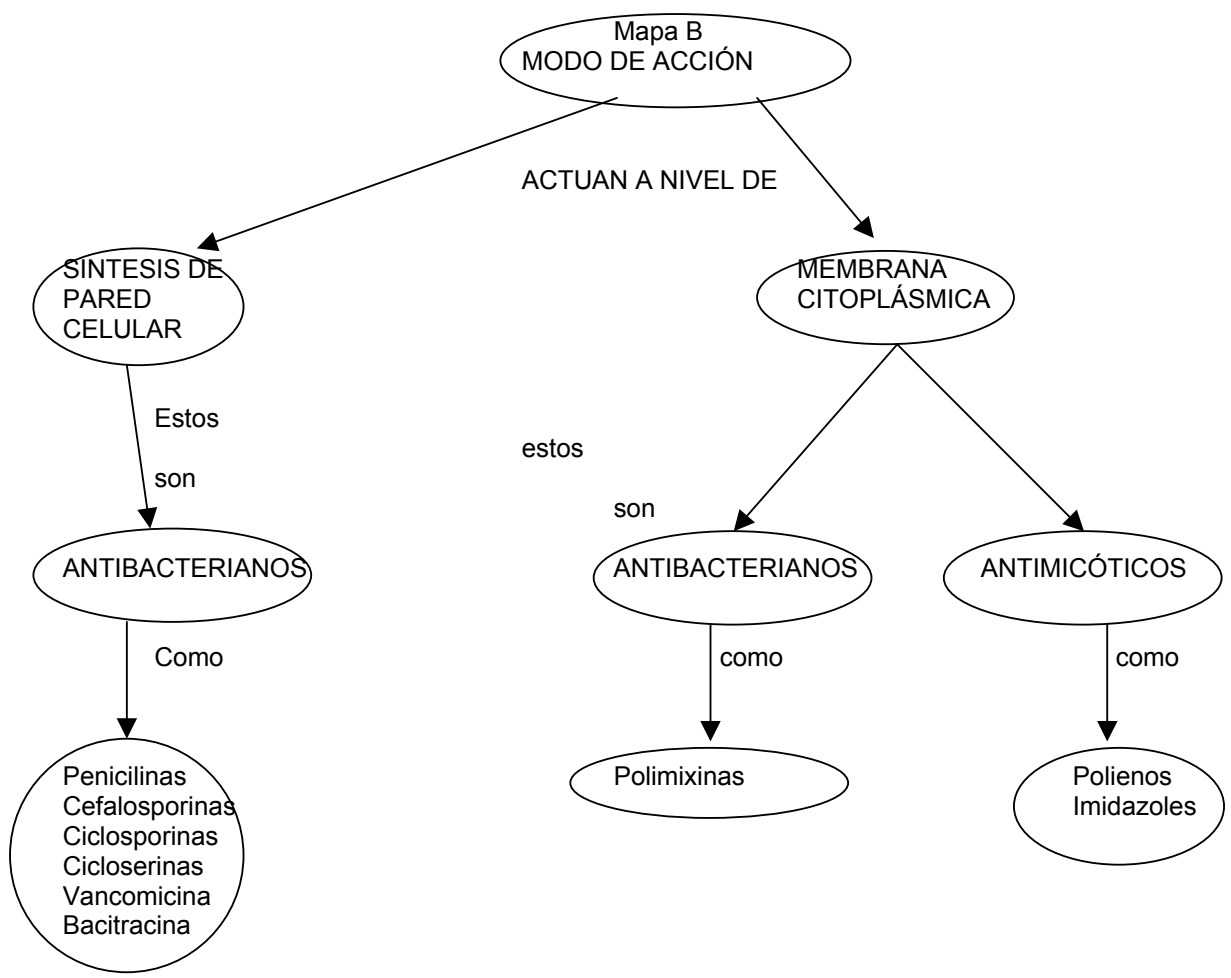 Mapa B
MODO DE ACCIÓN
ACTUAN A NIVEL DE
SINTESIS DE
PARED
CELULAR
MEMBRANA
CITOPLÁSMICA
Estos
son
estos
son
ANTIBACTERIANOS
ANTIBACTERIANOS
ANTIMICÓTICOS
Como
como
como
Penicilinas
Cefalosporinas
Ciclosporinas
Cicloserinas
Vancomicina
Bacitracina
Polimixinas
Polienos
Imidazoles